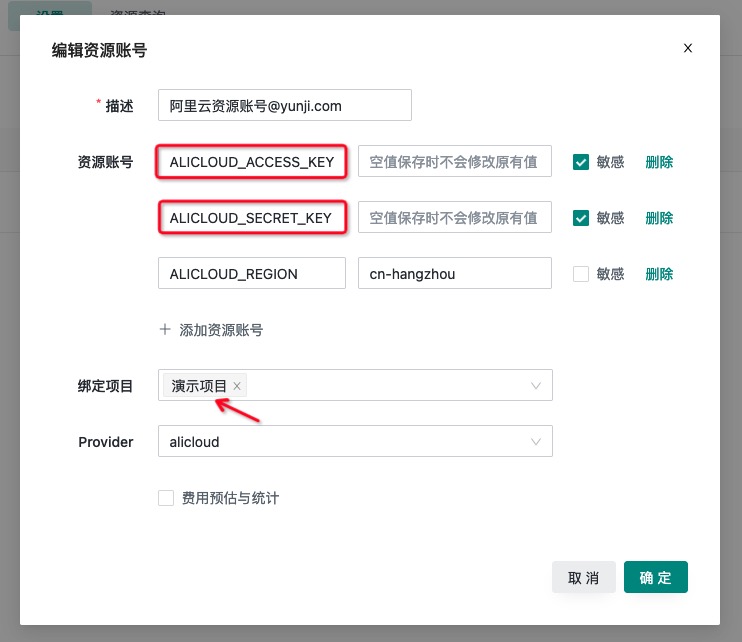 设置 资源查询
编辑资源账号
* 描述 阿里云资源账号@yunji.com
资源账号 ALICLOUD_ACCESS_KEY 空值保存时不会修改原有值 敏感 删除
ALICLOUD_SECRET_KEY 空值保存时不会修改原有值 敏感 删除
ALICLOUD_REGION cn-hangzhou 敏感 删除
+ 添加资源账号
绑定项目 演示项目
Provider alicloud
费用预估与统计
取 消 确 定